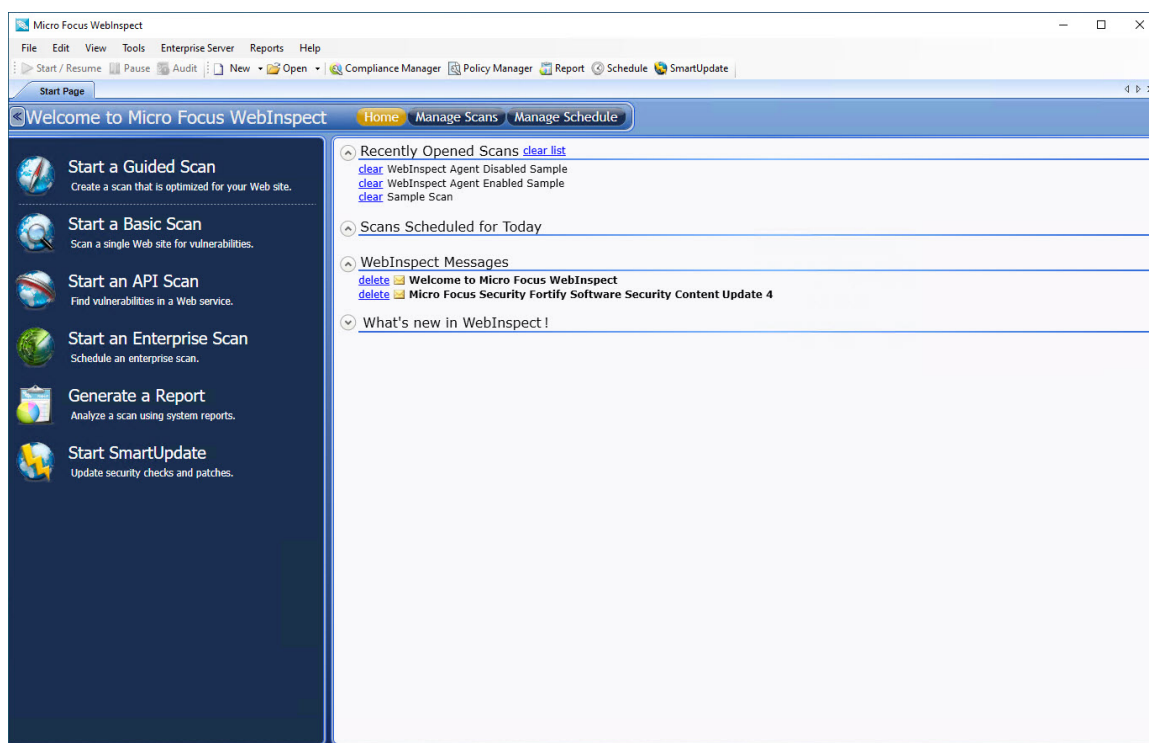 Micro Focus WebInspect
File Edit View Tools Enterprise Server Reports Help
Start / Resume Pause Audit New Open Compliance Manager Policy Manager Report Schedule SmartUpdate
Start Page
Welcome to Micro Focus WebInspect Home Manage Scans Manage Schedule
Start a Guided Scan
Create a scan that is optimized for your Web site.
Start a Basic Scan
Scan a single Web site for vulnerabilities.
Start an API Scan
Find vulnerabilities in a Web service.
Start an Enterprise Scan
Schedule an enterprise scan.
Generate a Report
Analyze a scan using system reports.
Start SmartUpdate
Update security checks and patches.
Recently Opened Scans clear list
clear WebInspect Agent Disabled Sample
clear WebInspect Agent Enabled Sample
clear Sample Scan
Scans Scheduled for Today
WebInspect Messages
delete Welcome to Micro Focus WebInspect
delete Micro Focus Security Fortify Software Security Content Update 4
What's new in WebInspect!